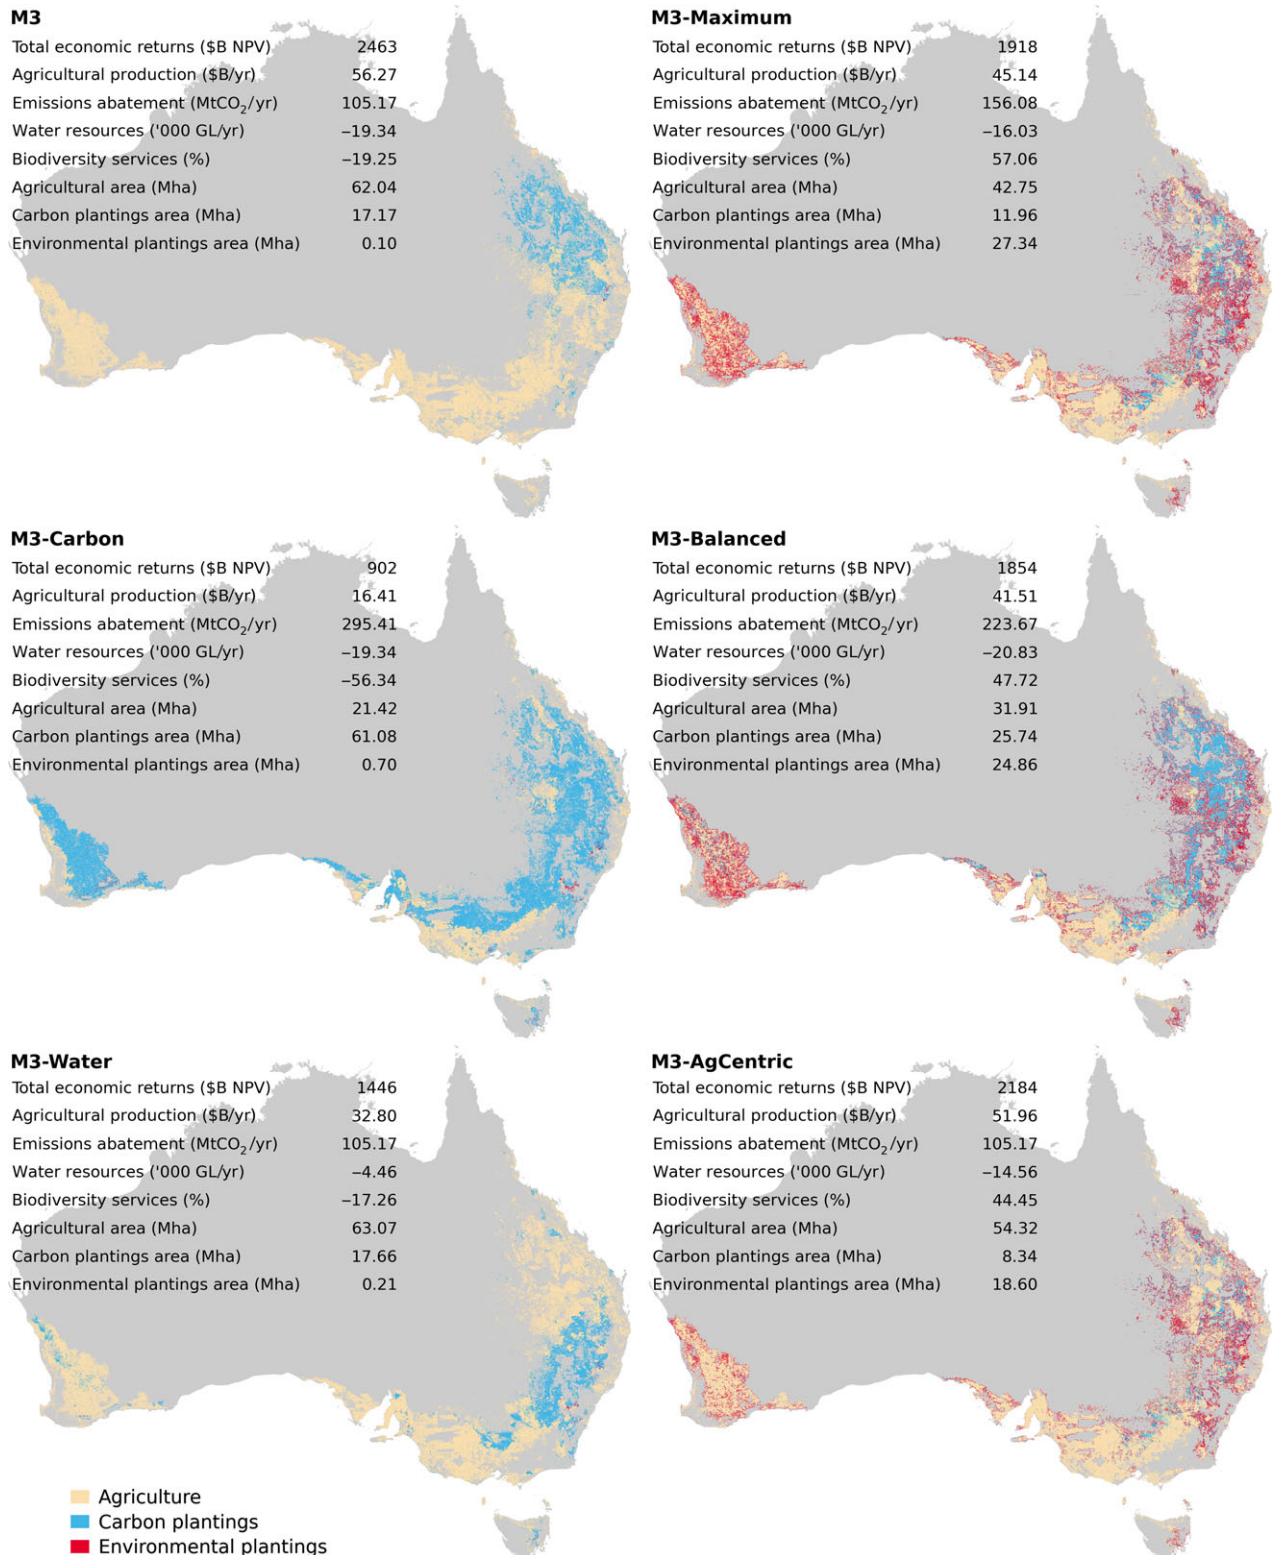 M3
Total economic returns ($B NPV) 2463
Agricultural production ($B/yr) 56.27
Emissions abatement (MtCO2/yr) 105.17
Water resources ('000 GL/yr) –19.34
Biodiversity services (%) –19.25
Agricultural area (Mha) 62.04
Carbon plantings area (Mha) 17.17
Environmental plantings area (Mha) 0.10
M3-Maximum
Total economic returns ($B NPV) 1918
Agricultural production ($B/yr) 45.14
Emissions abatement (MtCO2/yr) 156.08
Water resources ('000 GL/yr) –16.03
Biodiversity services (%) 57.06
Agricultural area (Mha) 42.75
Carbon plantings area (Mha) 11.96
Environmental plantings area (Mha) 27.34
M3-Carbon
Total economic returns ($B NPV) 902
Agricultural production ($B/yr) 16.41
Emissions abatement (MtCO2/yr) 295.41
Water resources ('000 GL/yr) –19.34
Biodiversity services (%) –56.34
Agricultural area (Mha) 21.42
Carbon plantings area (Mha) 61.08
Environmental plantings area (Mha) 0.70
M3-Balanced
Total economic returns ($B NPV) 1854
Agricultural production ($B/yr) 41.51
Emissions abatement (MtCO2/yr) 223.67
Water resources ('000 GL/yr) –20.83
Biodiversity services (%) 47.72
Agricultural area (Mha) 31.91
Carbon plantings area (Mha) 25.74
Environmental plantings area (Mha) 24.86
M3-Water
Total economic returns ($B NPV) 1446
Agricultural production ($B/yr) 32.80
Emissions abatement (MtCO2/yr) 105.17
Water resources ('000 GL/yr) –4.46
Biodiversity services (%) –17.26
Agricultural area (Mha) 63.07
Carbon plantings area (Mha) 17.66
Environmental plantings area (Mha) 0.21
M3-AgCentric
Total economic returns ($B NPV) 2184
Agricultural production ($B/yr) 51.96
Emissions abatement (MtCO2/yr) 105.17
Water resources ('000 GL/yr) –14.56
Biodiversity services (%) 44.45
Agricultural area (Mha) 54.32
Carbon plantings area (Mha) 8.34
Environmental plantings area (Mha) 18.60
Agriculture
Carbon plantings
Environmental plantings